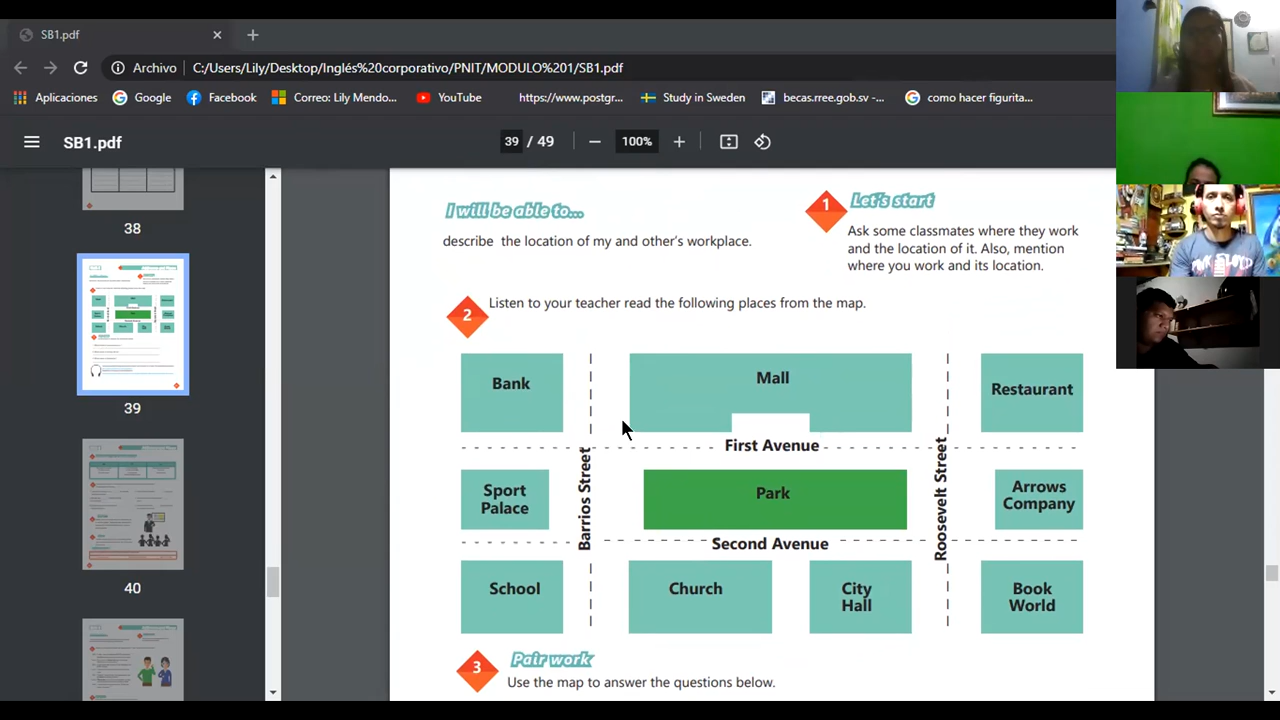 SB1.pdf
Archivo C:/Users/Lily/Desktop/Inglés%20corporativo/PNIT/MODULO%201/SB1.pdf
Aplicaciones Google Facebook Correo: Lily Mendo... YouTube https://www.postgr... Study in Sweden becas.rree.gob.sv -... como hacer figurita...
SB1.pdf 39 / 49 100%
38
39
40
I will be able to...
describe the location of my and other's workplace.
1 Let's start
Ask some classmates where they work
and the location of it. Also, mention
where you work and its location.
2 Listen to your teacher read the following places from the map.
Bank
Mall
Restaurant
First Avenue
Barrios Street
Roosevelt Street
Sport
Palace
Park
Arrows
Company
Second Avenue
School
Church
City
Hall
Book
World
3 Pair work
Use the map to answer the questions below.